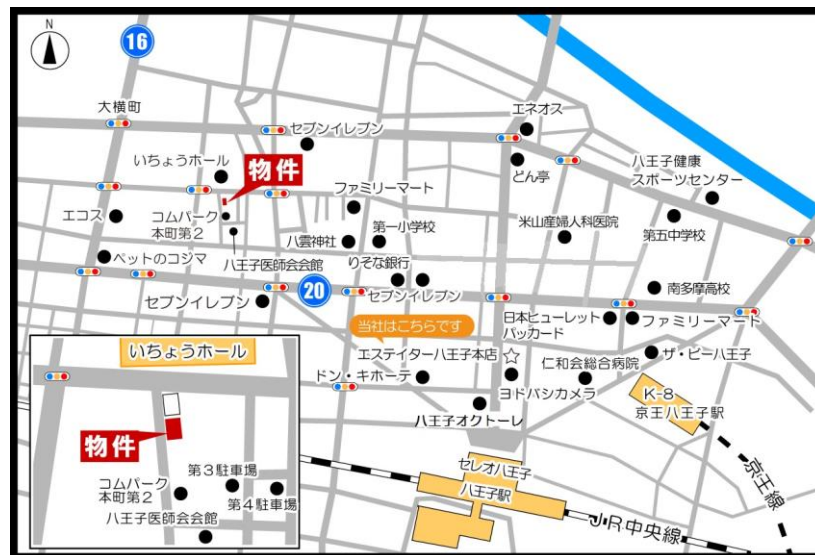 N
16
大横町
セブンイレブン
エネオス
いちょうホール
物件
どん亭
八王子健康
スポーツセンター
ファミリーマート
エコス
コムパーク
本町第2
八雲神社
第一小学校
米山産婦人科医院
第五中学校
ペットのコジマ
八王子医師会会館
りそな銀行
20
セブンイレブン
セブンイレブン
南多摩高校
日本ヒューレット
パッカード
ファミリーマート
当社はこちらです
エステイター八王子本店
ドン・キホーテ
ヨドバシカメラ
仁和会総合病院
ザ・ビー八王子
八王子オクトーレ
K-8
京王八王子駅
京王線
セレオ八王子
八王子駅
JR中央線
いちょうホール
物件
第3駐車場
コムパーク
本町第2
第4駐車場
八王子医師会会館